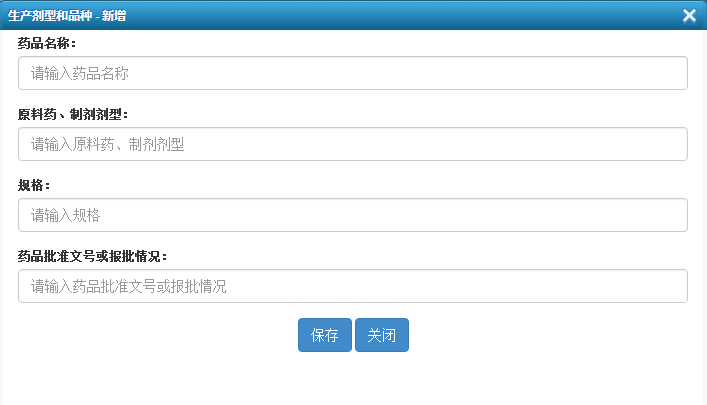 生产剂型和品种 - 新增
药品名称：
请输入药品名称
原料药、制剂剂型：
请输入原料药、制剂剂型
规格：
请输入规格
药品批准文号或报批情况：
请输入药品批准文号或报批情况
保存 关闭